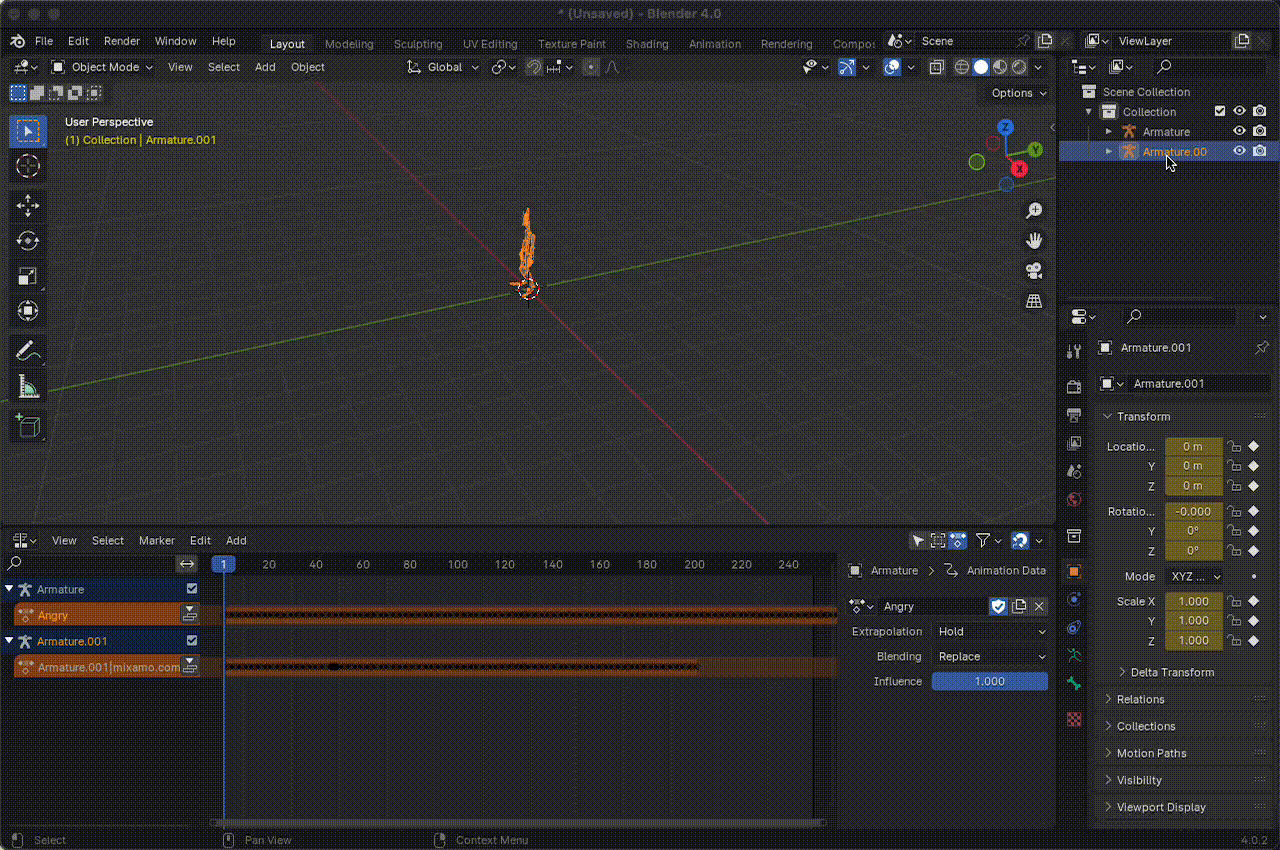 * (Unsaved) - Blender 4.0
File Edit Render Window Help Layout Modeling Sculpting UV Editing Texture Paint Shading Animation Rendering Compo Scene ViewLayer
Object Mode View Select Add Object Global
Options
User Perspective
(1) Collection | Armature.001
Z
Y
X
Scene Collection
Collection
Armature
Armature.00
Armature.001
Armature.001
Transform
Locatio... 0 m
Y 0 m
Z 0 m
Rotatio... -0.000
Y 0°
Z 0°
Mode XYZ ...
Scale X 1.000
Y 1.000
Z 1.000
Delta Transform
Relations
Collections
Motion Paths
Visibility
Viewport Display
View Select Marker Edit Add
1 20 40 60 80 100 120 140 160 180 200 220 240
Armature
Angry
Armature.001
Armature.001|mixamo.com
Armature Animation Data
Angry
Extrapolation Hold
Blending Replace
Influence 1.000
Select Pan View Context Menu 4.0.2